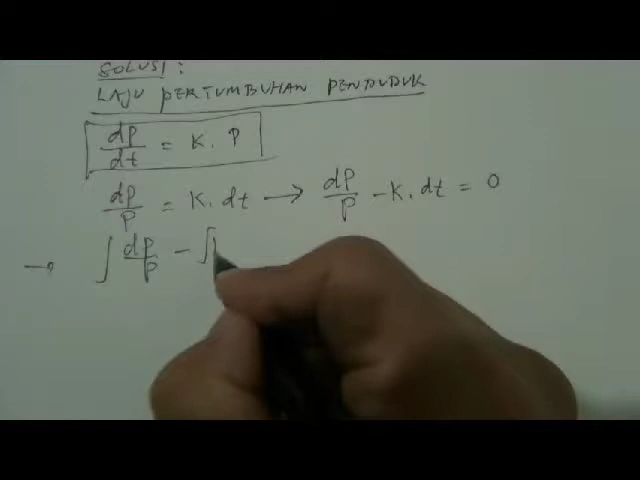 SOLUSI :
LAJU PERTUMBUHAN PENDUDUK
dP/dt = K . P
dP/P = K . dt → dP/P - K . dt = 0
→ ∫ dP/P - ∫